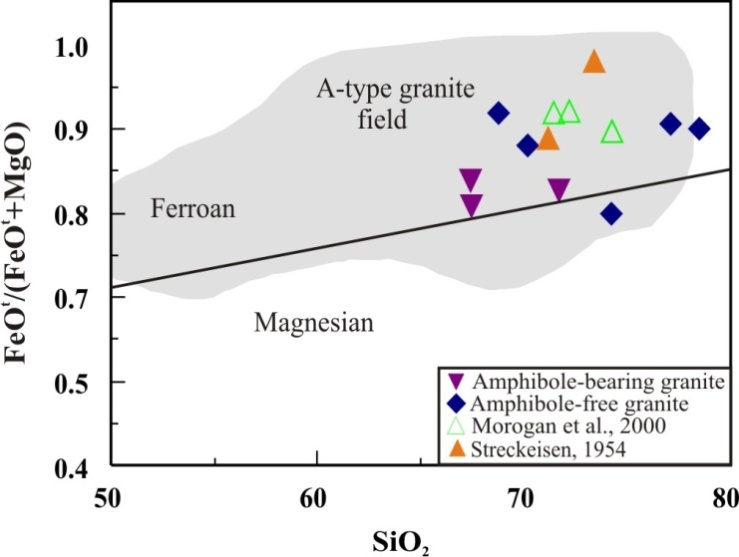 1.0
0.9
0.8
0.7
0.5
0.4
FeOᵗ/(FeOᵗ+MgO)
A-type granite
field
Ferroan
Magnesian
Amphibole-bearing granite
Amphibole-free granite
Morogan et al., 2000
Streckeisen, 1954
50 60 70 80
SiO₂